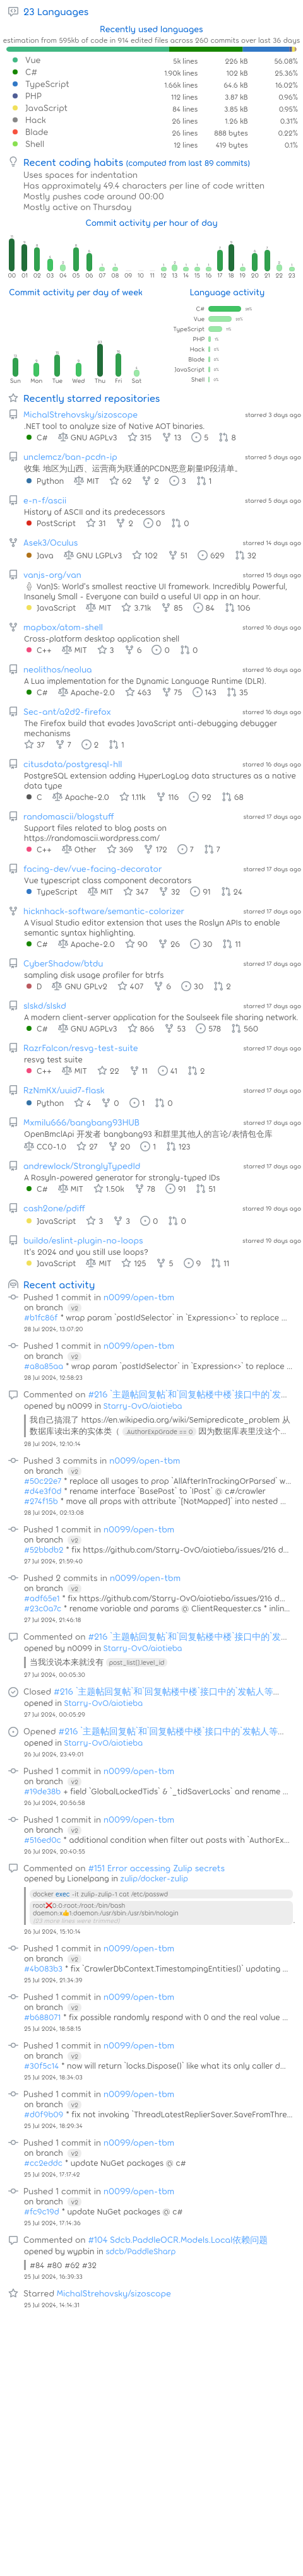 23 Languages
Recently used languages
estimation from 595kb of code in 914 edited files across 260 commits over last 36 days
Vue 5k lines 226 kB 56.08%
C# 1.90k lines 102 kB 25.36%
TypeScript 1.66k lines 64.6 kB 16.02%
PHP 112 lines 3.87 kB 0.96%
JavaScript 84 lines 3.85 kB 0.95%
Hack 26 lines 1.26 kB 0.31%
Blade 26 lines 888 bytes 0.22%
Shell 12 lines 419 bytes 0.1%
Recent coding habits (computed from last 89 commits)
Uses spaces for indentation
Has approximately 49.4 characters per line of code written
Mostly pushes code around 00:00
Mostly active on Thursday
Commit activity per hour of day
00 01 02 03 04 05 06 07 08 09 10 11 12 13 14 15 16 17 18 19 20 21 22 23
Commit activity per day of week
Sun Mon Tue Wed Thu Fri Sat
Language activity
C#
Vue
TypeScript
PHP
Hack
Blade
JavaScript
Shell
Recently starred repositories
MichalStrehovsky/sizoscope starred 3 days ago
.NET tool to analyze size of Native AOT binaries.
C# GNU AGPLv3 315 13 5 8
unclemcz/ban-pcdn-ip starred 5 days ago
收集 地区为山西、运营商为联通的PCDN恶意刷量IP段清单。
Python MIT 62 2 3 1
e-n-f/ascii starred 5 days ago
History of ASCII and its predecessors
PostScript 31 2 0 0
Asek3/Oculus starred 14 days ago
Java GNU LGPLv3 102 51 629 32
vanjs-org/van starred 15 days ago
VanJS: World's smallest reactive UI framework. Incredibly Powerful,
Insanely Small - Everyone can build a useful UI app in an hour.
JavaScript MIT 3.71k 85 84 106
mapbox/atom-shell starred 16 days ago
Cross-platform desktop application shell
C++ MIT 3 6 0 0
neolithos/neolua starred 16 days ago
A Lua implementation for the Dynamic Language Runtime (DLR).
C# Apache-2.0 463 75 143 35
Sec-ant/a2d2-firefox starred 16 days ago
The Firefox build that evades JavaScript anti-debugging debugger
mechanisms
37 7 2 1
citusdata/postgresql-hll starred 16 days ago
PostgreSQL extension adding HyperLogLog data structures as a native
data type
C Apache-2.0 1.11k 116 92 68
randomascii/blogstuff starred 17 days ago
Support files related to blog posts on
https://randomascii.wordpress.com/
C++ Other 369 172 7 7
facing-dev/vue-facing-decorator starred 17 days ago
Vue typescript class component decorators
TypeScript MIT 347 32 91 24
hicknhack-software/semantic-colorizer starred 17 days ago
A Visual Studio editor extension that uses the Roslyn APIs to enable
semantic syntax highlighting.
C# Apache-2.0 90 26 30 11
CyberShadow/btdu starred 17 days ago
sampling disk usage profiler for btrfs
D GNU GPLv2 407 6 30 2
slskd/slskd starred 17 days ago
A modern client-server application for the Soulseek file sharing network.
C# GNU AGPLv3 866 53 578 560
RazrFalcon/resvg-test-suite starred 17 days ago
resvg test suite
C++ MIT 22 11 41 2
RzNmKX/uuid7-flask starred 17 days ago
Python 4 0 1 0
Mxmilu666/bangbang93HUB starred 17 days ago
OpenBmclApi 开发者 bangbang93 和群里其他人的言论/表情包仓库
CC0-1.0 27 20 1 123
andrewlock/StronglyTypedId starred 17 days ago
A Rosyln-powered generator for strongly-typed IDs
C# MIT 1.50k 78 91 51
cash2one/pdiff starred 19 days ago
JavaScript 3 3 0 0
buildo/eslint-plugin-no-loops starred 19 days ago
It's 2024 and you still use loops?
JavaScript MIT 125 5 9 11
Recent activity
Pushed 1 commit in n0099/open-tbm
on branch v2
#b1fc86f * wrap param `postIdSelector` in `Expression<>` to replace ...
28 Jul 2024, 13:07:20
Pushed 1 commit in n0099/open-tbm
on branch v2
#a8a85aa * wrap param `postIdSelector` in `Expression<>` to replace ...
28 Jul 2024, 12:58:23
Commented on #216 `主题帖回复帖`和`回复帖楼中楼`接口中的`发...
opened by n0099 in Starry-OvO/aiotieba
我自己搞混了 https://en.wikipedia.org/wiki/Semipredicate_problem 从
数据库读出来的实体类（ AuthorExpGrade == 0 因为数据库表里没这个...
28 Jul 2024, 12:10:14
Pushed 3 commits in n0099/open-tbm
on branch v2
#50c22e7 * replace all usages to prop `AllAfterInTrackingOrParsed` w...
#d4e3f0d * rename interface `BasePost` to `IPost` @ c#/crawler
#274f15b * move all props with attribute `[NotMapped]` into nested ...
28 Jul 2024, 02:13:08
Pushed 1 commit in n0099/open-tbm
on branch v2
#52bbdb2 * fix https://github.com/Starry-OvO/aiotieba/issues/216 d...
27 Jul 2024, 21:59:40
Pushed 2 commits in n0099/open-tbm
on branch v2
#adf65e1 * fix https://github.com/Starry-OvO/aiotieba/issues/216 d...
#23c0a7c * rename variable and params @ ClientRequester.cs * inlin...
27 Jul 2024, 21:46:18
Commented on #216 `主题帖回复帖`和`回复帖楼中楼`接口中的`发...
opened by n0099 in Starry-OvO/aiotieba
当我没说本来就没有 post_list[].level_id
27 Jul 2024, 00:05:30
Closed #216 `主题帖回复帖`和`回复帖楼中楼`接口中的`发帖人等...
opened in Starry-OvO/aiotieba
27 Jul 2024, 00:05:29
Opened #216 `主题帖回复帖`和`回复帖楼中楼`接口中的`发帖人等...
opened in Starry-OvO/aiotieba
26 Jul 2024, 23:49:01
Pushed 1 commit in n0099/open-tbm
on branch v2
#19de38b + field `GlobalLockedTids` & `_tidSaverLocks` and rename ...
26 Jul 2024, 20:56:58
Pushed 1 commit in n0099/open-tbm
on branch v2
#516ed0c * additional condition when filter out posts with `AuthorEx...
26 Jul 2024, 20:40:55
Commented on #151 Error accessing Zulip secrets
opened by Lionelpang in zulip/docker-zulip
docker exec -it zulip-zulip-1 cat /etc/passwd
root❌0:0:root:/root:/bin/bash
daemon:x👍1:daemon:/usr/sbin:/usr/sbin/nologin
(23 more lines were trimmed)
26 Jul 2024, 15:10:14
Pushed 1 commit in n0099/open-tbm
on branch v2
#4b083b3 * fix `CrawlerDbContext.TimestampingEntities()` updating ...
25 Jul 2024, 21:34:39
Pushed 1 commit in n0099/open-tbm
on branch v2
#b688071 * fix possible randomly respond with 0 and the real value ...
25 Jul 2024, 18:58:15
Pushed 1 commit in n0099/open-tbm
on branch v2
#30f5c14 * now will return `locks.Dispose()` like what its only caller d...
25 Jul 2024, 18:34:03
Pushed 1 commit in n0099/open-tbm
on branch v2
#d0f9b09 * fix not invoking `ThreadLatestReplierSaver.SaveFromThre...
25 Jul 2024, 18:29:34
Pushed 1 commit in n0099/open-tbm
on branch v2
#cc2eddc * update NuGet packages @ c#
25 Jul 2024, 17:17:42
Pushed 1 commit in n0099/open-tbm
on branch v2
#fc9c19d * update NuGet packages @ c#
25 Jul 2024, 17:14:36
Commented on #104 Sdcb.PaddleOCR.Models.Local依赖问题
opened by wypbin in sdcb/PaddleSharp
#84 #80 #62 #32
25 Jul 2024, 16:39:33
Starred MichalStrehovsky/sizoscope
25 Jul 2024, 14:14:31